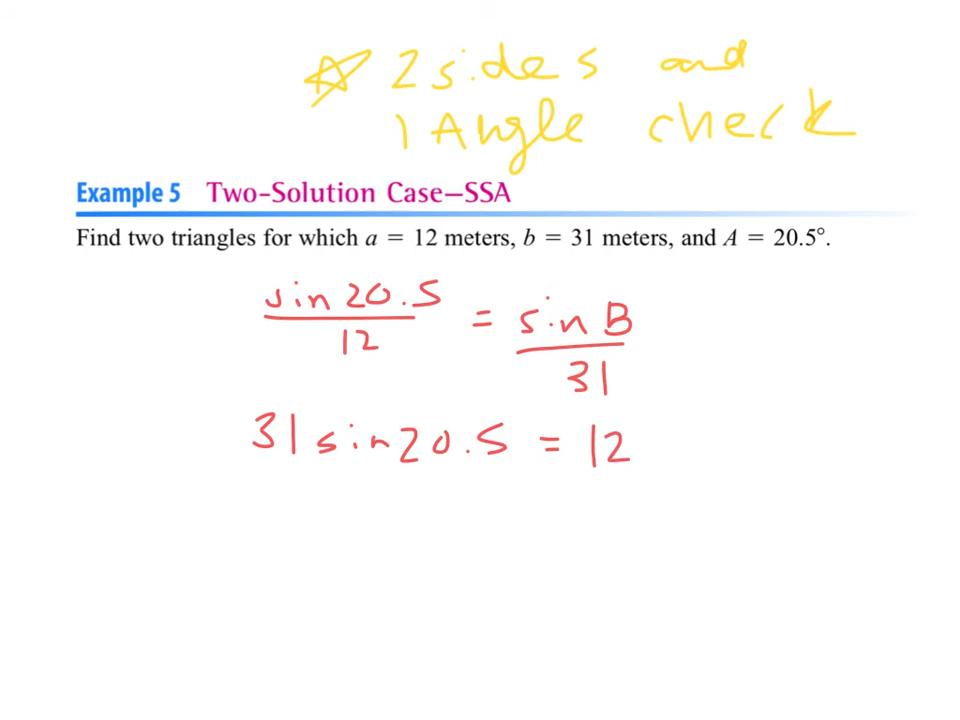 ☆ 2 sides and
1 Angle check
Example 5 Two-Solution Case—SSA
Find two triangles for which a = 12 meters, b = 31 meters, and A = 20.5°.
sin 20.5 / 12 = sin B / 31
31 sin 20.5 = 12